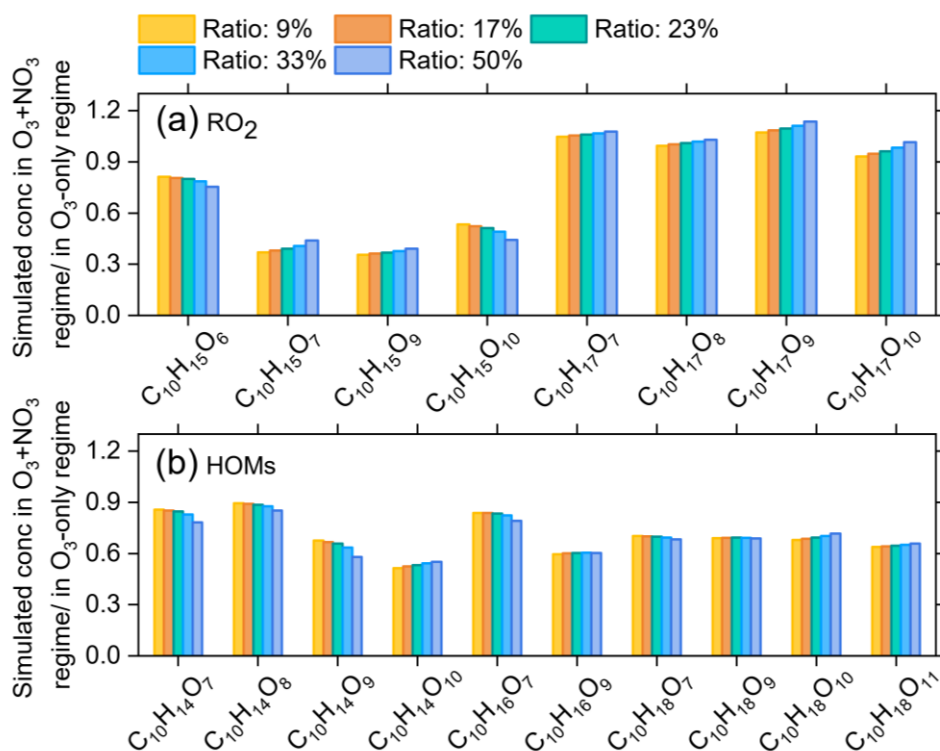 Ratio: 9% Ratio: 17% Ratio: 23%
Ratio: 33% Ratio: 50%
Simulated conc in O₃+NO₃
regime/ in O₃-only regime
(a) RO₂
1.2
0.9
0.6
0.3
0.0
C₁₀H₁₅O₆ C₁₀H₁₅O₇ C₁₀H₁₅O₉ C₁₀H₁₅O₁₀ C₁₀H₁₇O₇ C₁₀H₁₇O₈ C₁₀H₁₇O₉ C₁₀H₁₇O₁₀
Simulated conc in O₃+NO₃
regime/ in O₃-only regime
(b) HOMs
1.2
0.9
0.6
0.3
0.0
C₁₀H₁₄O₇ C₁₀H₁₄O₈ C₁₀H₁₄O₉ C₁₀H₁₄O₁₀ C₁₀H₁₆O₇ C₁₀H₁₆O₉ C₁₀H₁₈O₇ C₁₀H₁₈O₉ C₁₀H₁₈O₁₀ C₁₀H₁₈O₁₁